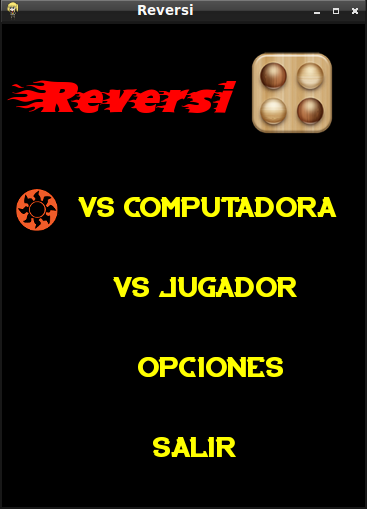 Reversi
Reversi
VS COMPUTADORA
VS JUGADOR
OPCIONES
SALIR